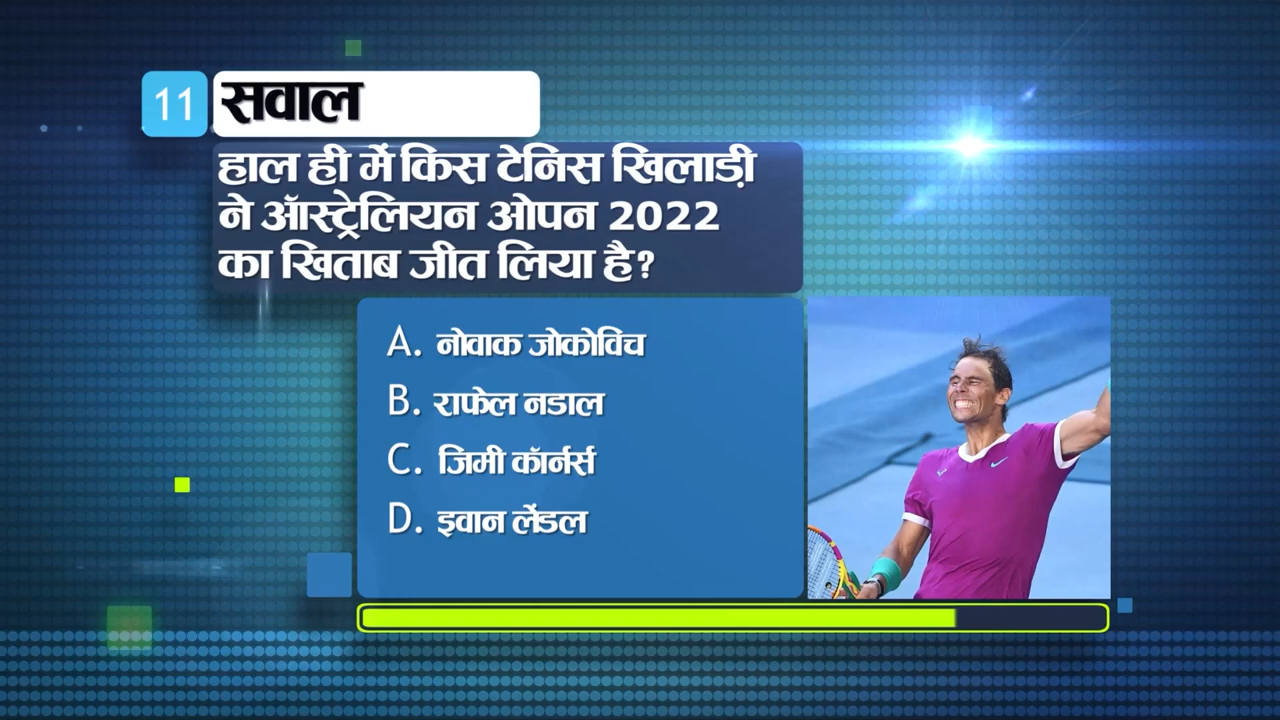 11 सवाल
हाल ही में किस टेनिस खिलाड़ी
ने ऑस्ट्रेलियन ओपन 2022
का खिताब जीत लिया है?
A. नोवाक जोकोविच
B. राफेल नडाल
C. जिमी कॉर्नर्स
D. इवान लेंडल